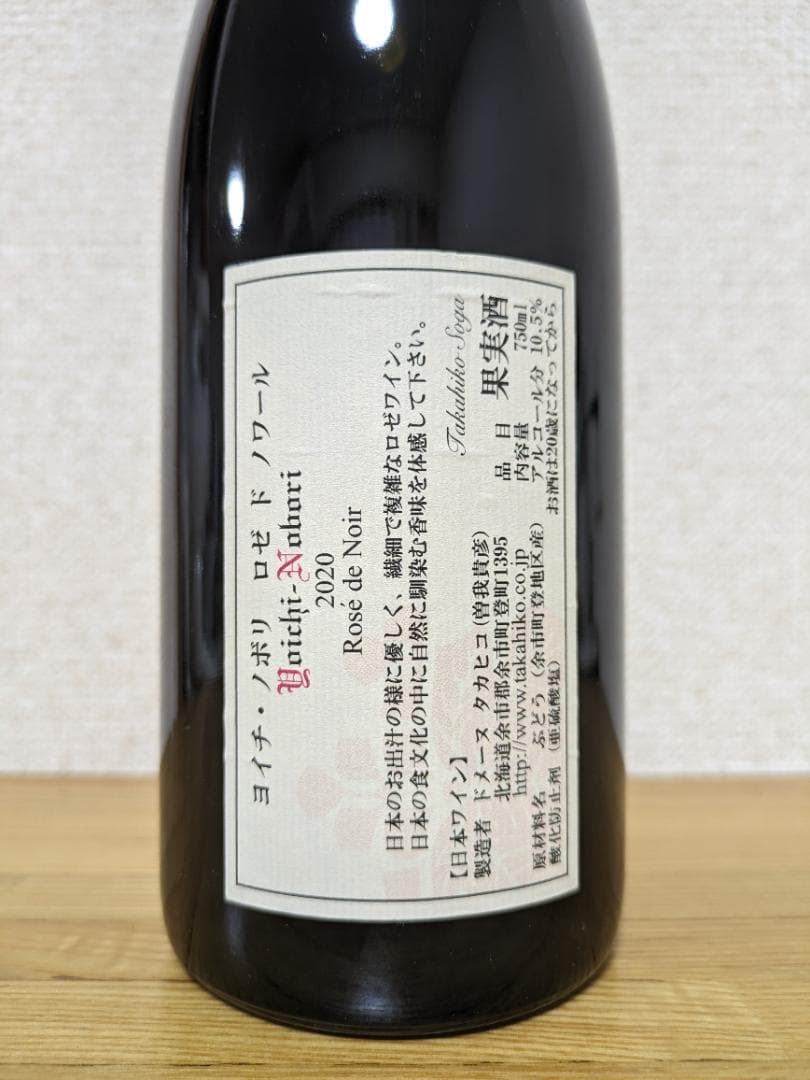 ヨイチ・ノボリ ロゼ ド ノワール
Yoichi-Nobori
2020
Rosé de Noir
日本のお出汁の様に優しく、繊細で複雑なロゼワイン。
日本の食文化の中に自然に馴染む香味を体感して下さい。
Takahiko Soga
【日本ワイン】
製造者 ドメーヌ タカヒコ(曽我貴彦)
北海道余市郡余市町登町1395
http://www.takahiko.co.jp
原材料名 ぶどう (余市町登地区産)
酸化防止剤 (亜硫酸塩)
品目 果実酒
内容量 750ml
アルコール分 10.5%
お酒は20歳になってから